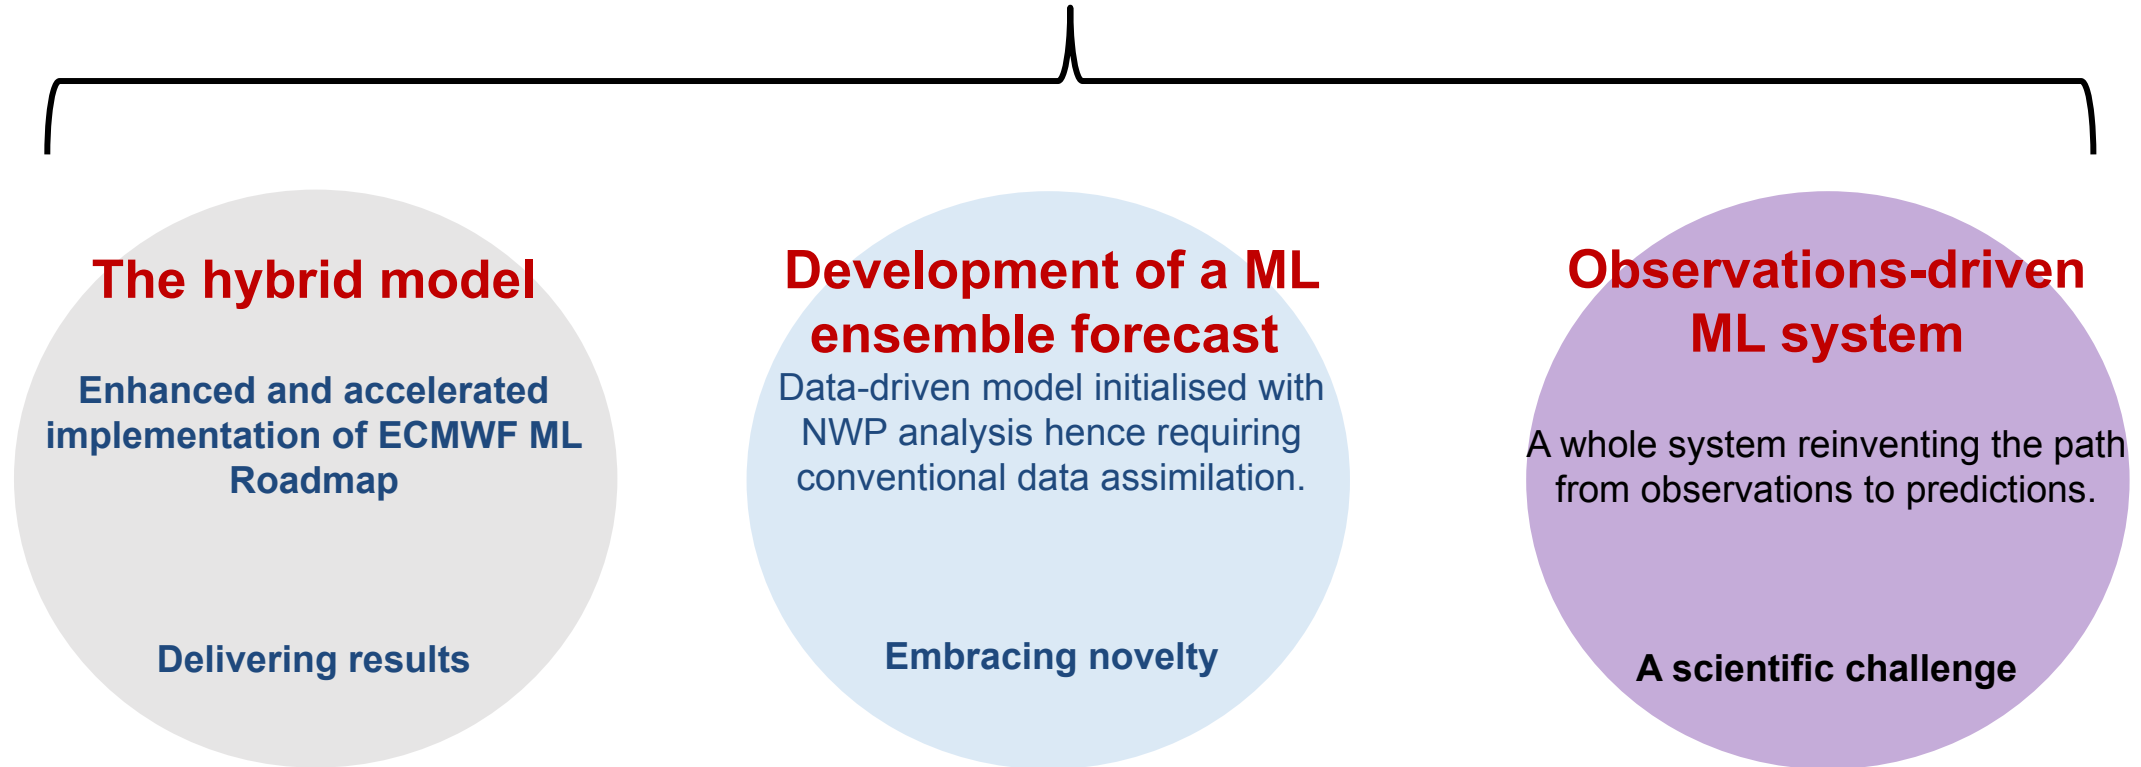 The hybrid model
Enhanced and accelerated
implementation of ECMWF ML
Roadmap
Delivering results
Development of a ML
ensemble forecast
Data-driven model initialised with
NWP analysis hence requiring
conventional data assimilation.
Embracing novelty
Observations-driven
ML system
A whole system reinventing the path
from observations to predictions.
A scientific challenge